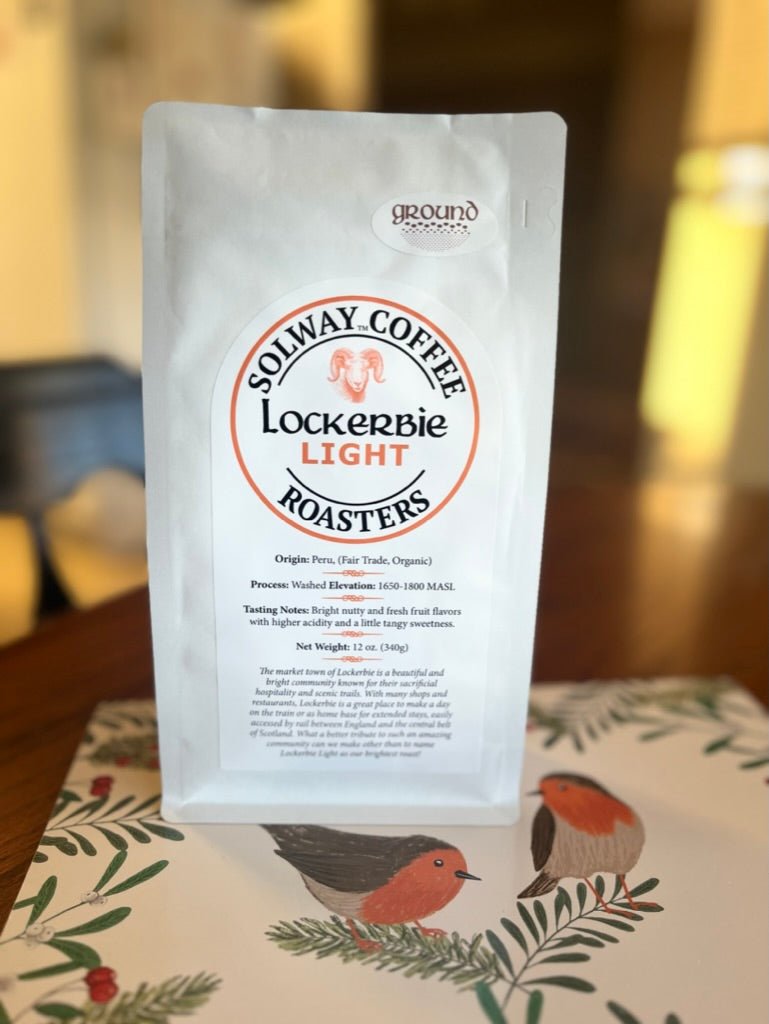 GROUND
SOLWAY™ COFFEE
LOCKERBIE
LIGHT
ROASTERS
Origin: Peru, (Fair Trade, Organic)
Process: Washed Elevation: 1650-1800 MASL
Tasting Notes: Bright nutty and fresh fruit flavors
with higher acidity and a little tangy sweetness.
Net Weight: 12 oz. (340g)
The market town of Lockerbie is a beautiful and
bright community known for their sacrificial
hospitality and scenic trails. With many shops and
restaurants, Lockerbie is a great place to make a day
on the train or as home base for extended stays, easily
accessed by rail between England and the central belt
of Scotland. What a better tribute to such an amazing
community can we make other than to name
Lockerbie Light as our brightest roast!